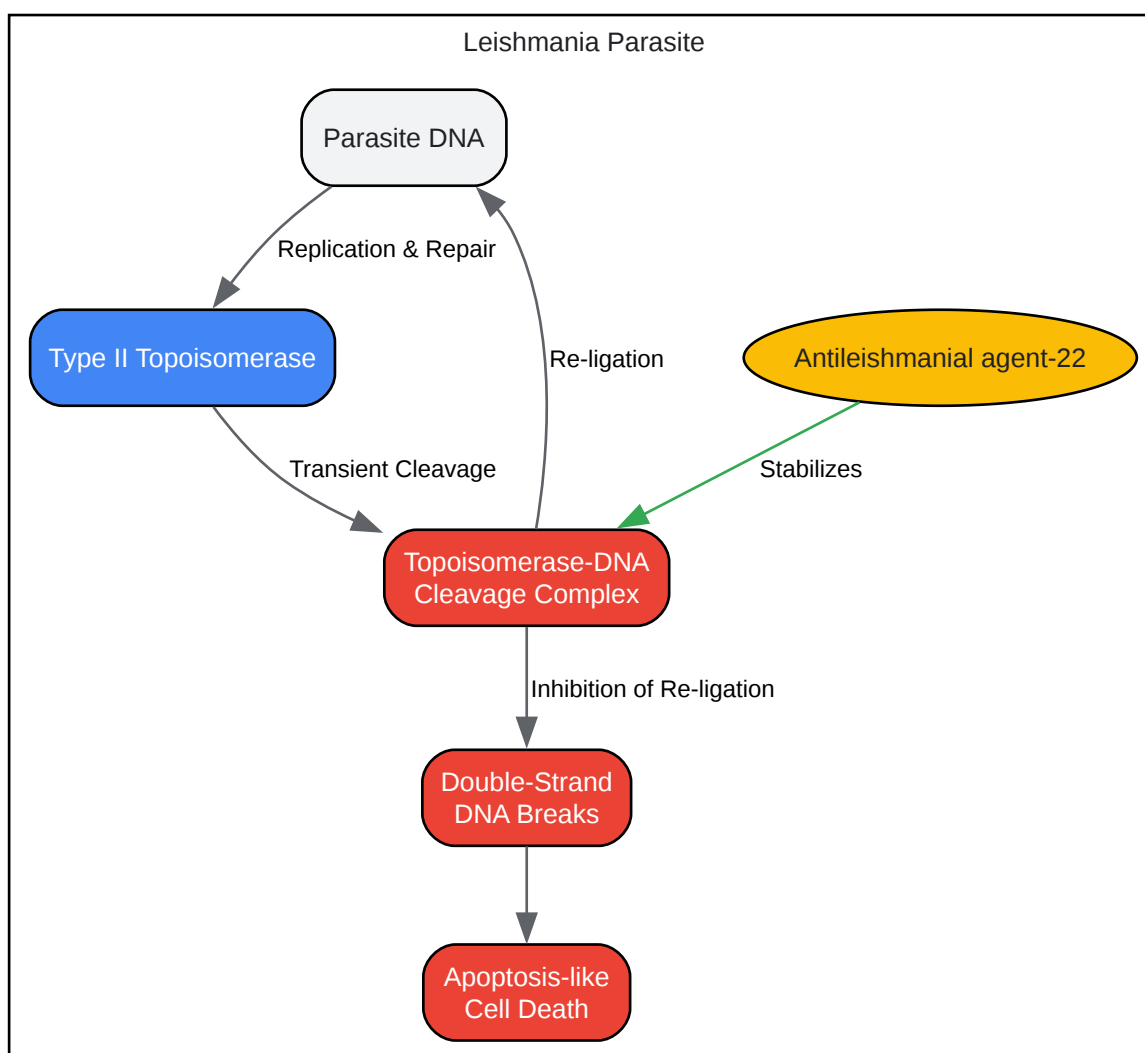 Leishmania Parasite
Parasite DNA
Replication & Repair
Type II Topoisomerase
Re-ligation
Antileishmanial agent-22
Transient Cleavage
Stabilizes
Topoisomerase-DNA
Cleavage Complex
Inhibition of Re-ligation
Double-Strand
DNA Breaks
Apoptosis-like
Cell Death